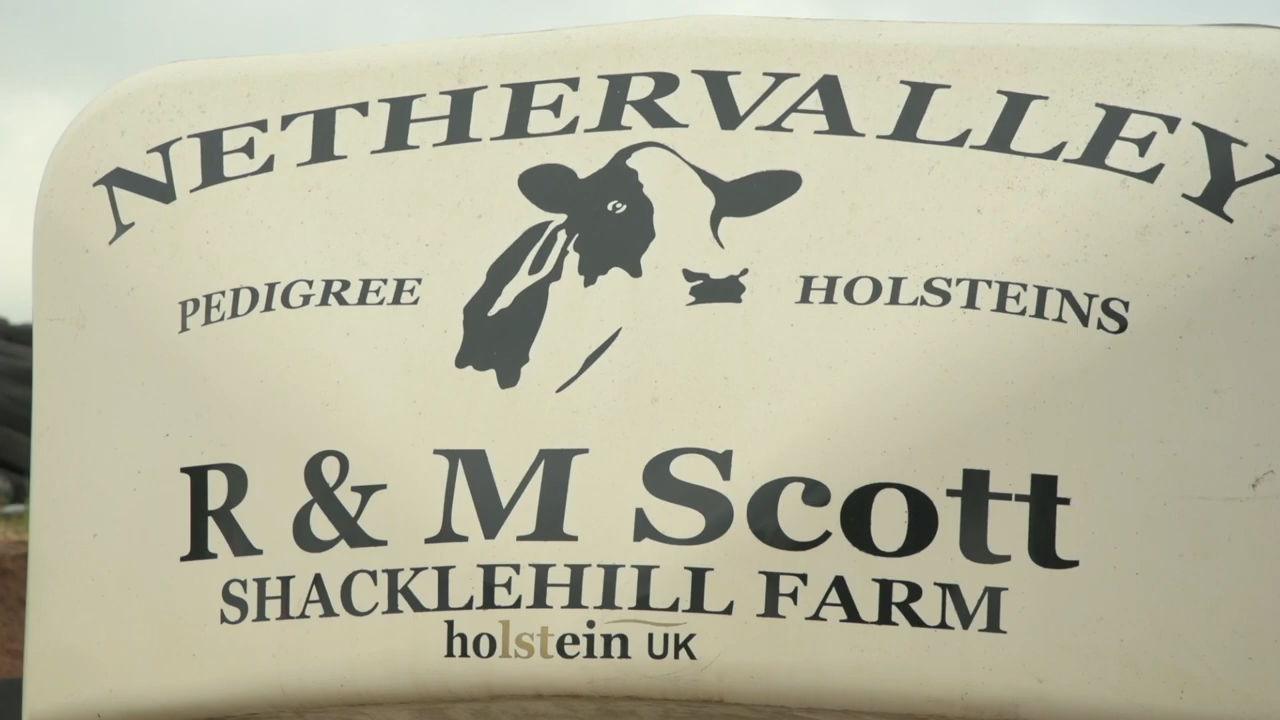 NETHERVALLEY
PEDIGREE HOLSTEINS
R & M Scott
SHACKLEHILL FARM
holstein UK